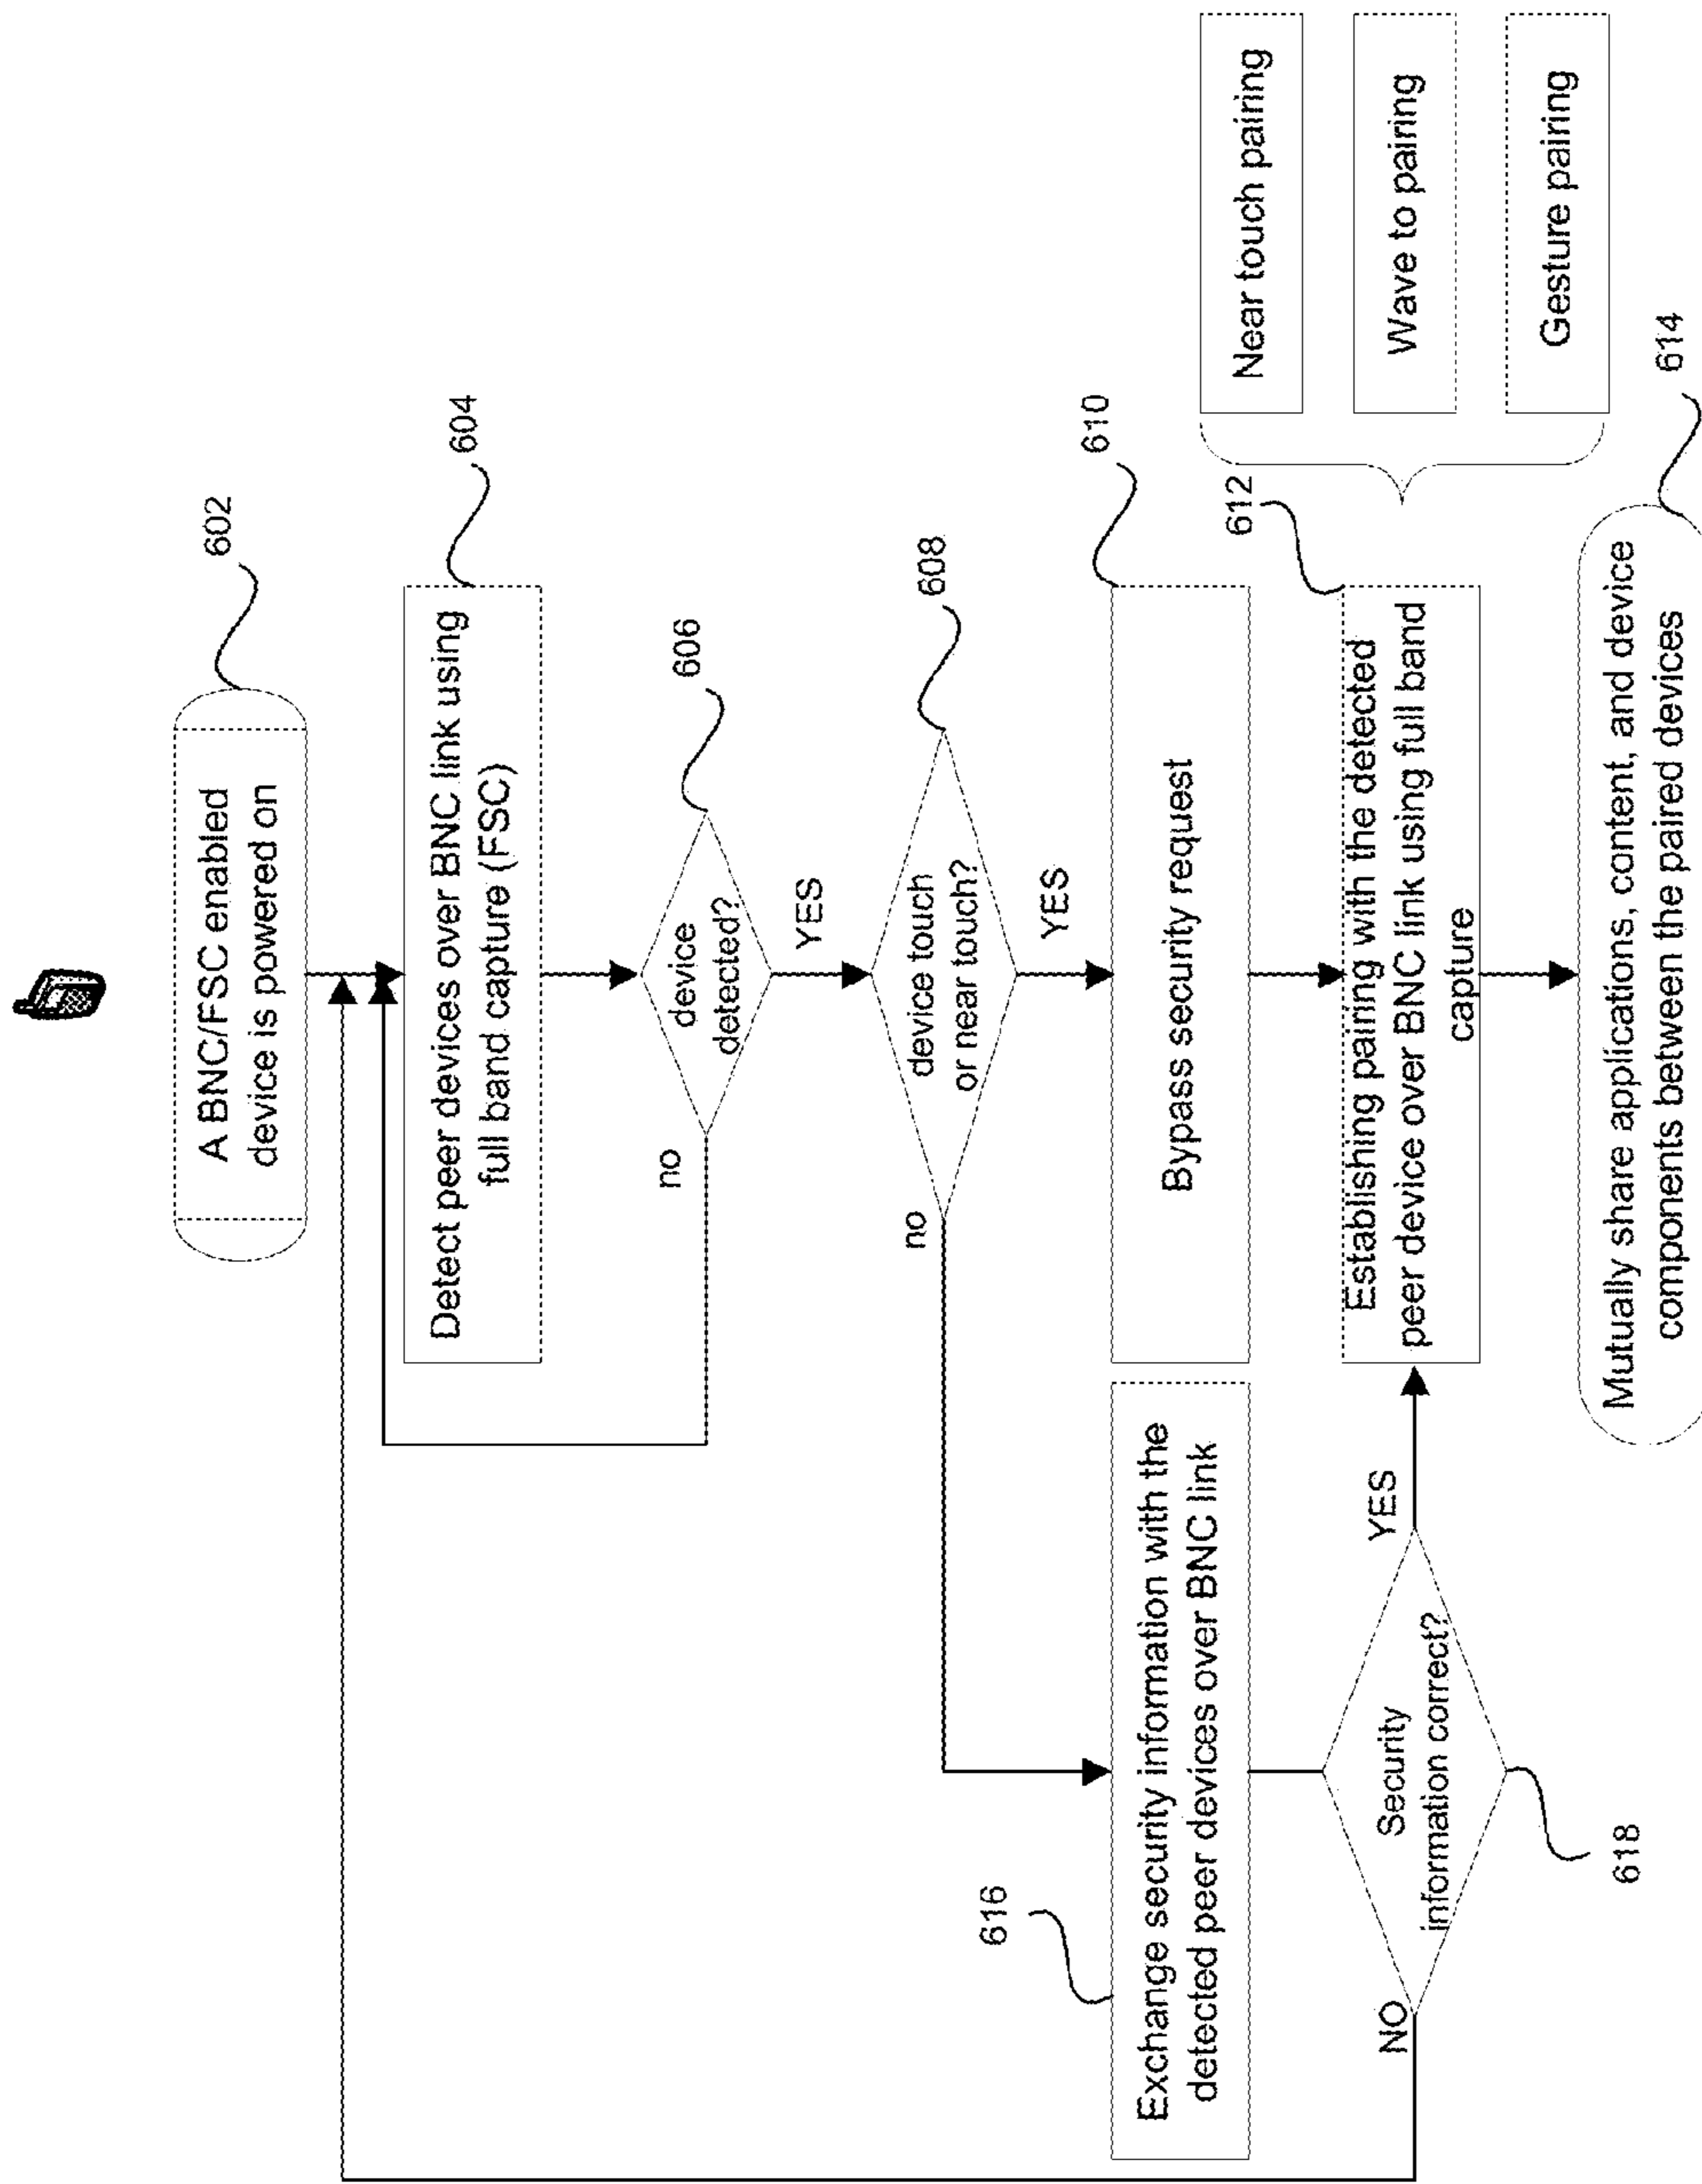 A BNC/FSC enabled
device is powered on
602
Detect peer devices over BNC link using
full band capture (FSC)
604
device
detected?
606
no
YES
device touch
or near touch?
608
no
YES
Bypass security request
610
Exchange security information with the
detected peer devices over BNC link
616
Establishing pairing with the detected
peer device over BNC link using full band
capture
612
Near touch pairing
Wave to pairing
Gesture pairing
Security
information correct?
618
YES
NO
Mutually share applications, content, and device
components between the paired devices
614